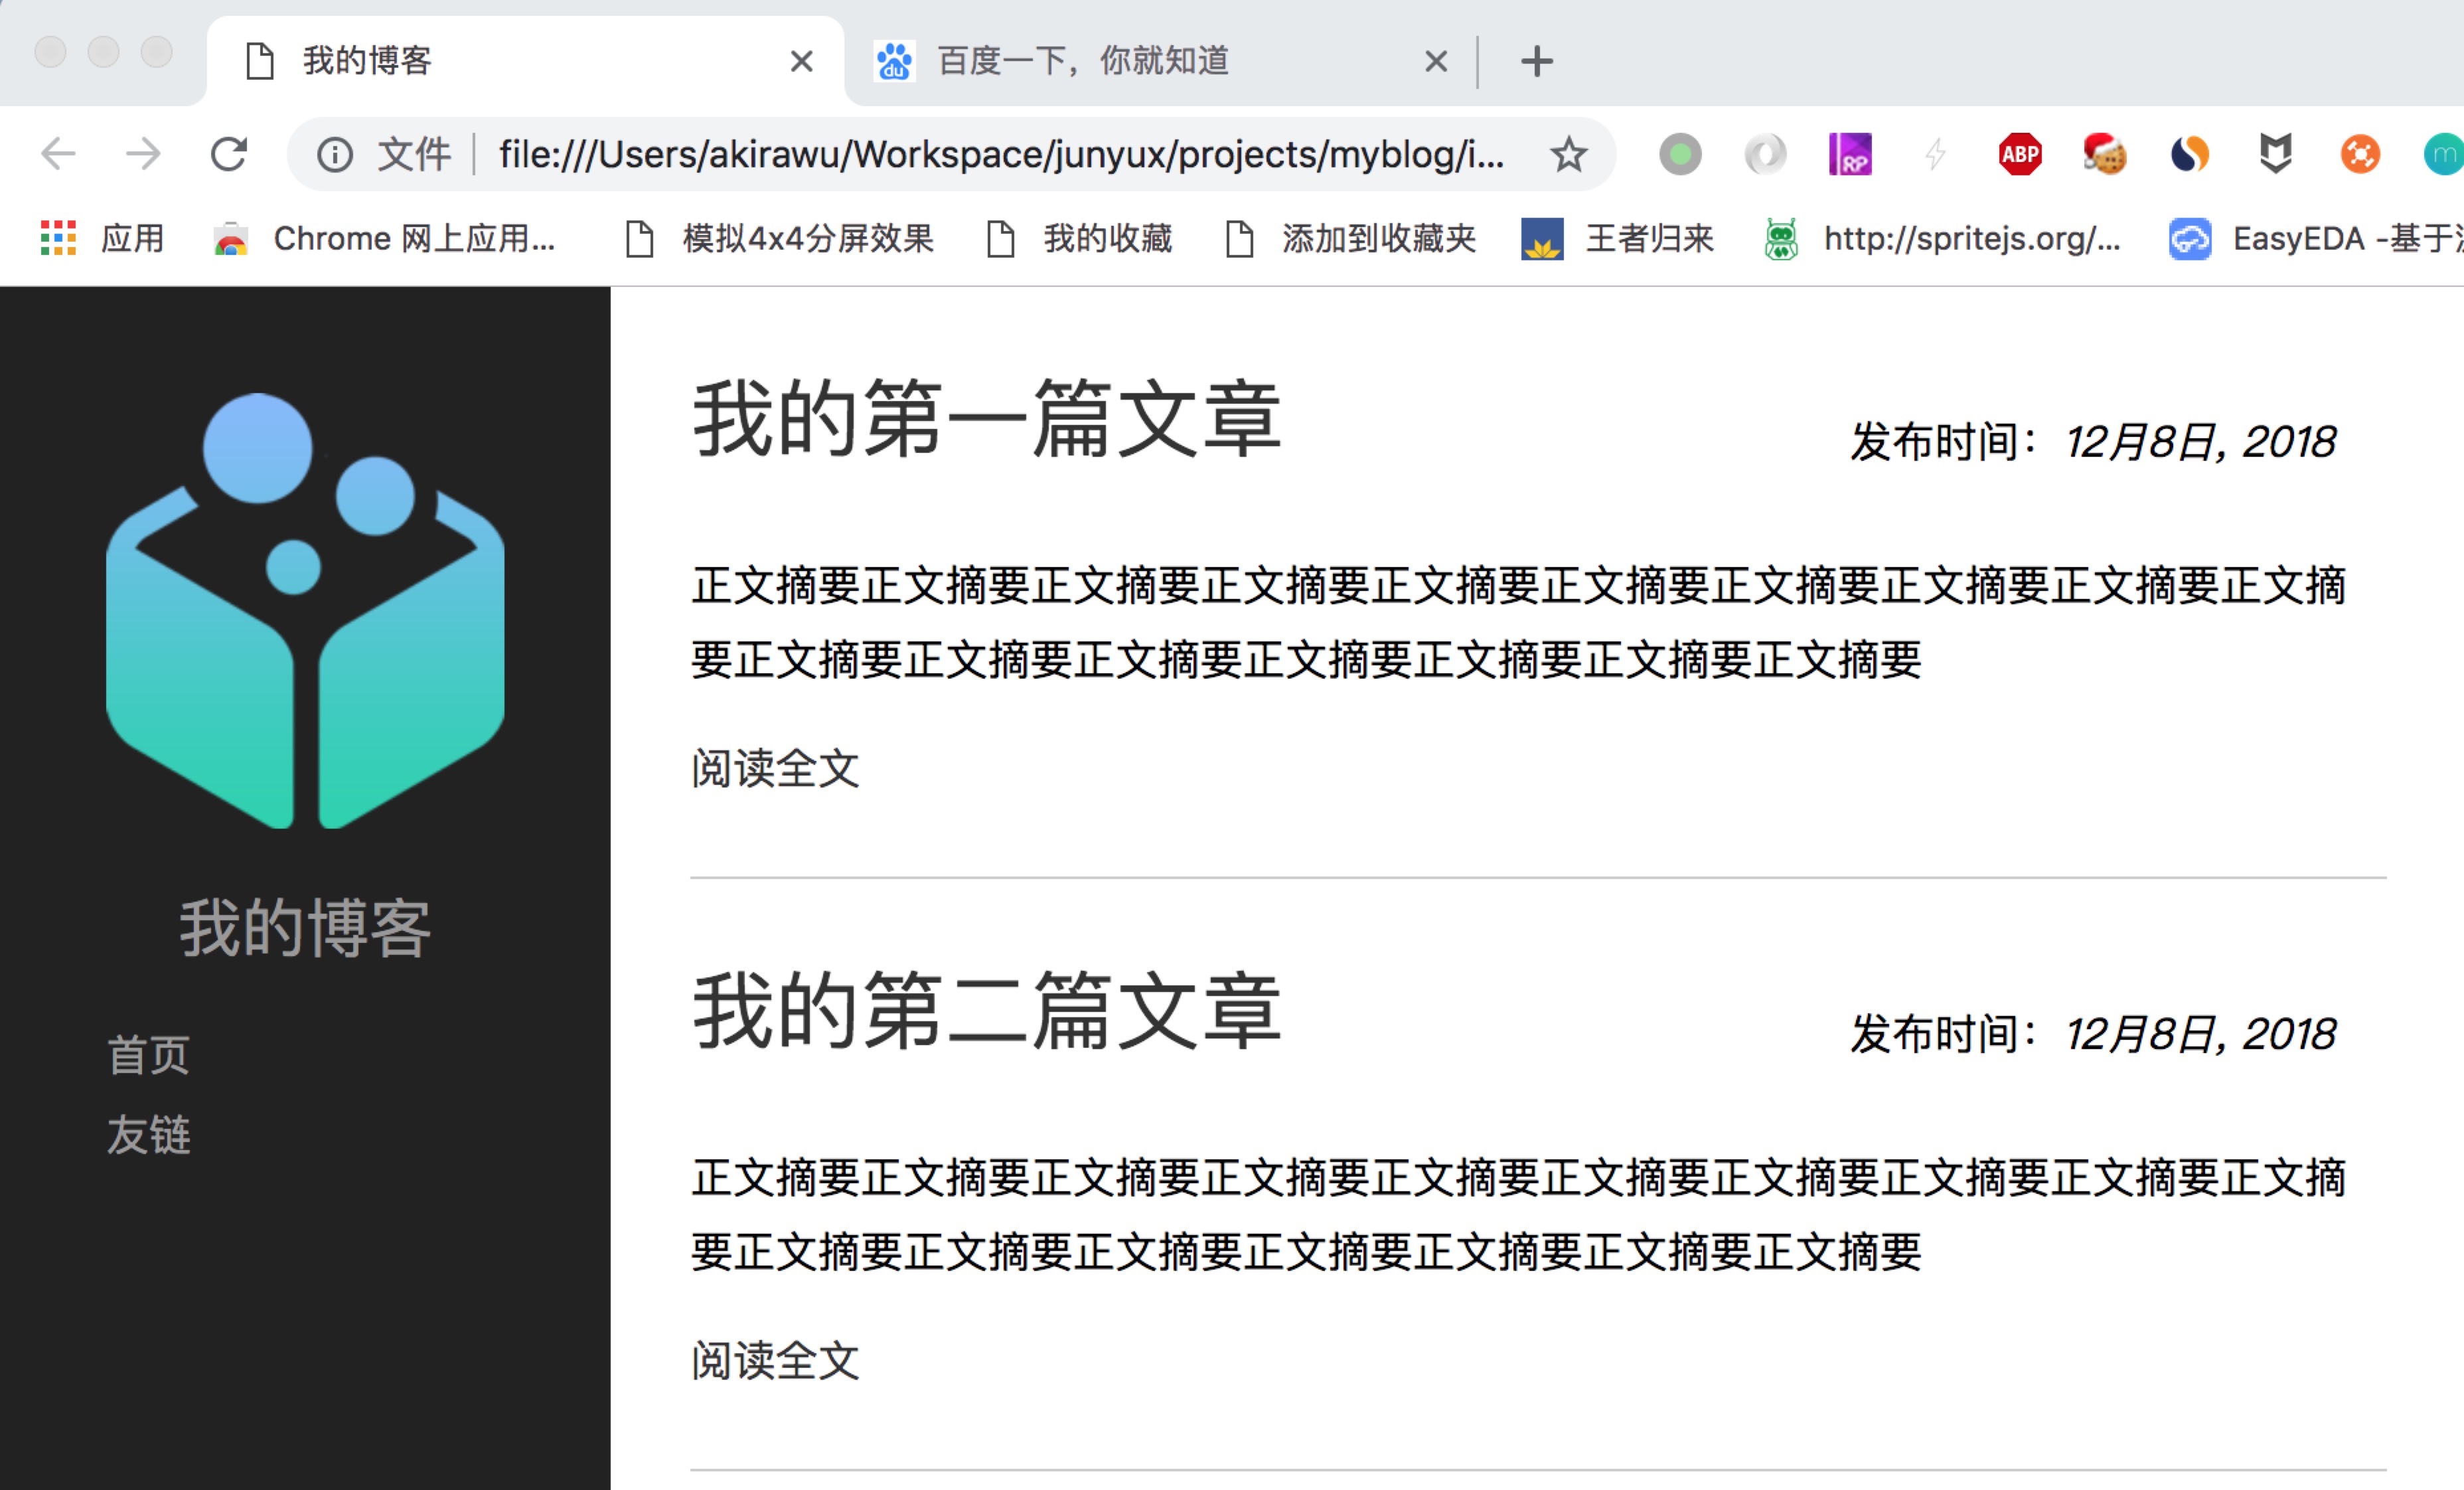 我的博客
百度一下，你就知道
文件 file:///Users/akirawu/Workspace/junyux/projects/myblog/i...
RP
ABP
m
应用 Chrome 网上应用... 模拟4x4分屏效果 我的收藏 添加到收藏夹 王者归来 http://spritejs.org/... EasyEDA -基于
我的博客
首页
友链
我的第一篇文章
发布时间：12月8日, 2018
正文摘要正文摘要正文摘要正文摘要正文摘要正文摘要正文摘要正文摘要正文摘要正文摘
要正文摘要正文摘要正文摘要正文摘要正文摘要正文摘要正文摘要
阅读全文
我的第二篇文章
发布时间：12月8日, 2018
正文摘要正文摘要正文摘要正文摘要正文摘要正文摘要正文摘要正文摘要正文摘要正文摘
要正文摘要正文摘要正文摘要正文摘要正文摘要正文摘要正文摘要
阅读全文